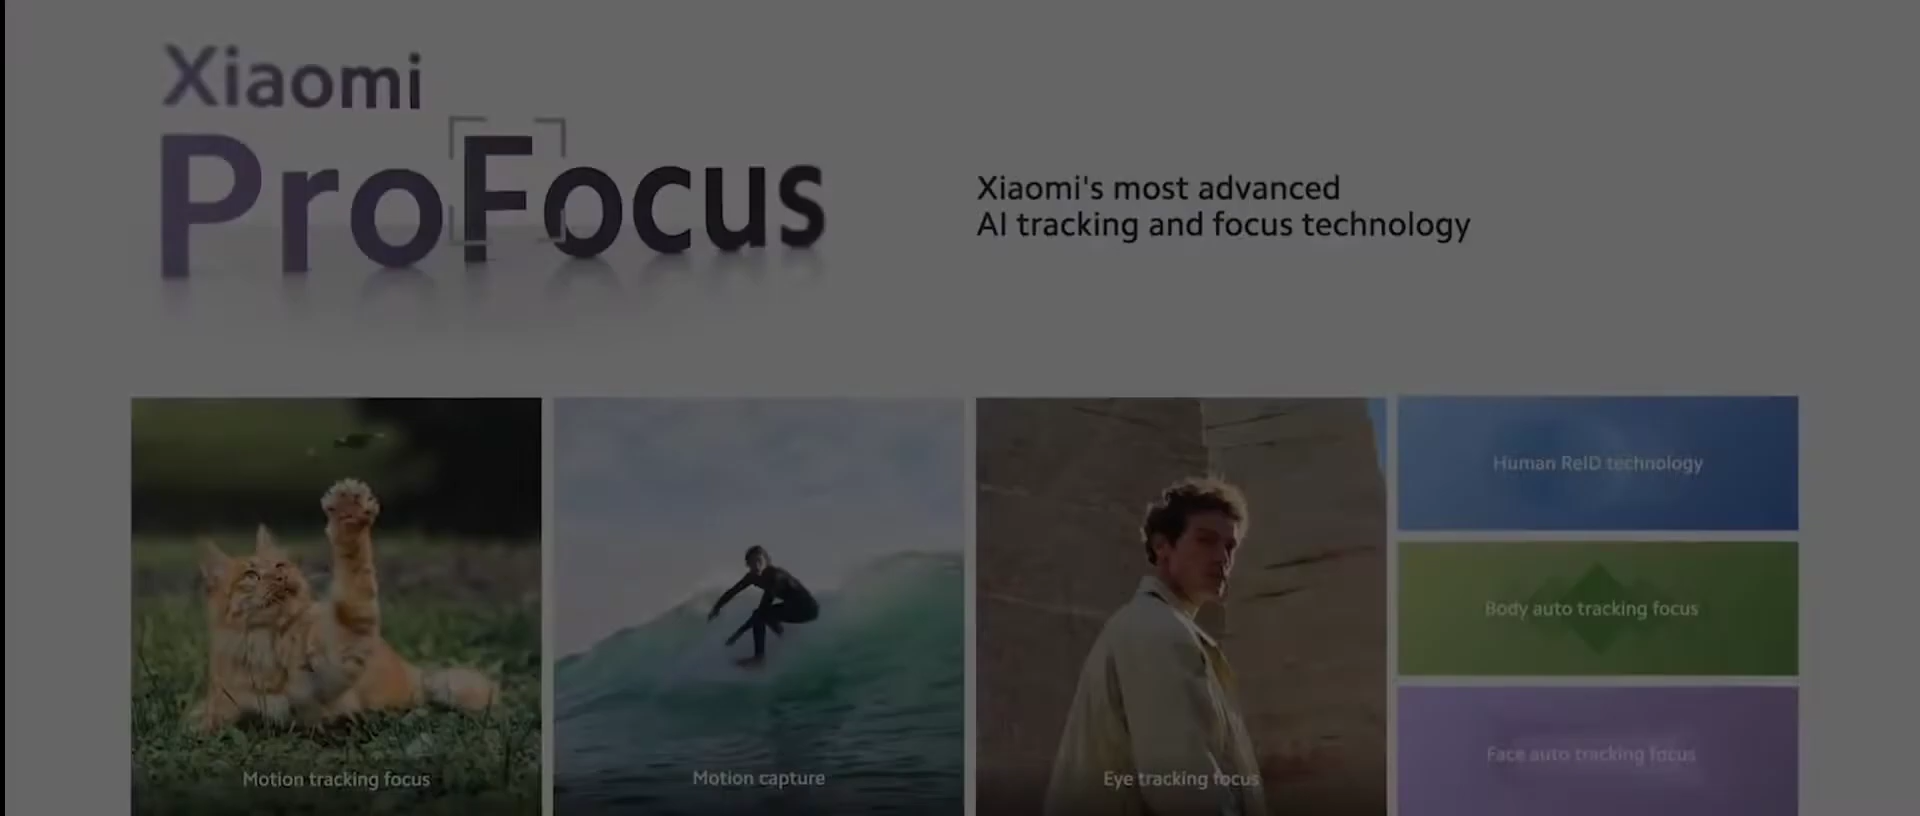 Xiaomi
ProFocus
Xiaomi's most advanced
AI tracking and focus technology
Motion tracking focus
Motion capture
Eye tracking focus
Human ReID technology
Body auto tracking focus
Face auto tracking focus